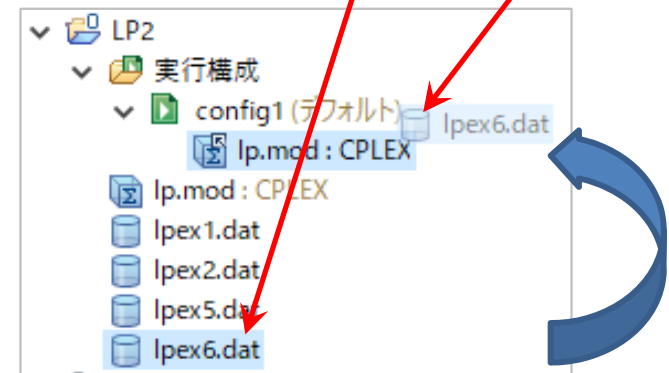 LP2
実行構成
config1 (デフォルト)
lpex6.dat
lp.mod : CPLEX
lp.mod : CPLEX
lpex1.dat
lpex2.dat
lpex5.dat
lpex6.dat